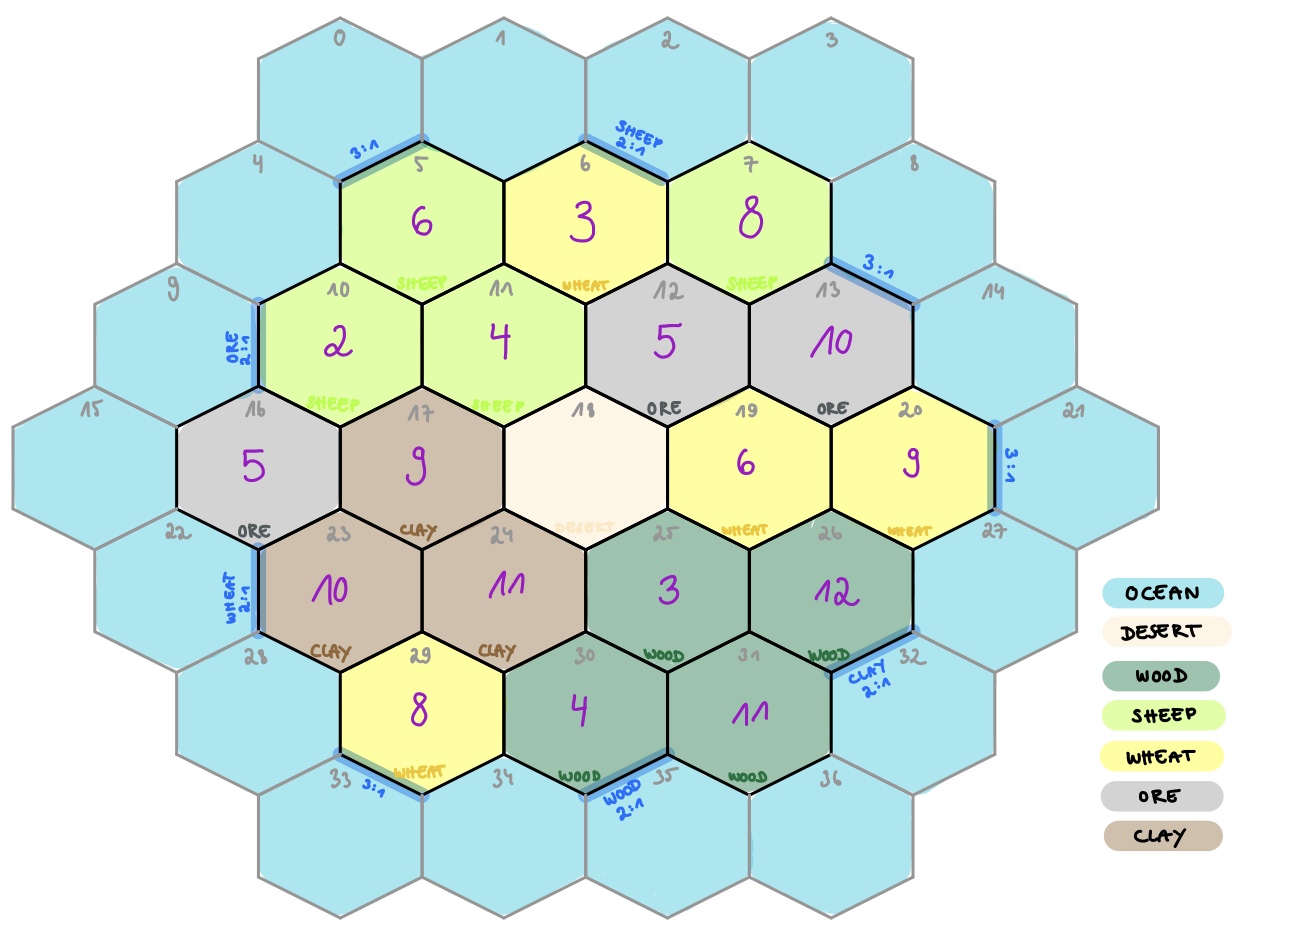 0 1 2 3
SHEEP
2:1
3:1
4 5 6 7 8
6 3 8
SHEEP WHEAT SHEEP
3:1
9 10 11 12 13 14
ORE
2:1
2 4 5 10
SHEEP SHEEP ORE ORE
15 16 17 18 19 20 21
5 9 6 9
3:1
ORE CLAY DESERT WHEAT WHEAT
22 23 24 25 26 27
WHEAT
2:1
10 11 3 12
CLAY CLAY WOOD WOOD
28 29 30 31 32
CLAY
2:1
8 4 11
WHEAT WOOD WOOD
33 34 35 36
3:1
WOOD
2:1
OCEAN
DESERT
WOOD
SHEEP
WHEAT
ORE
CLAY